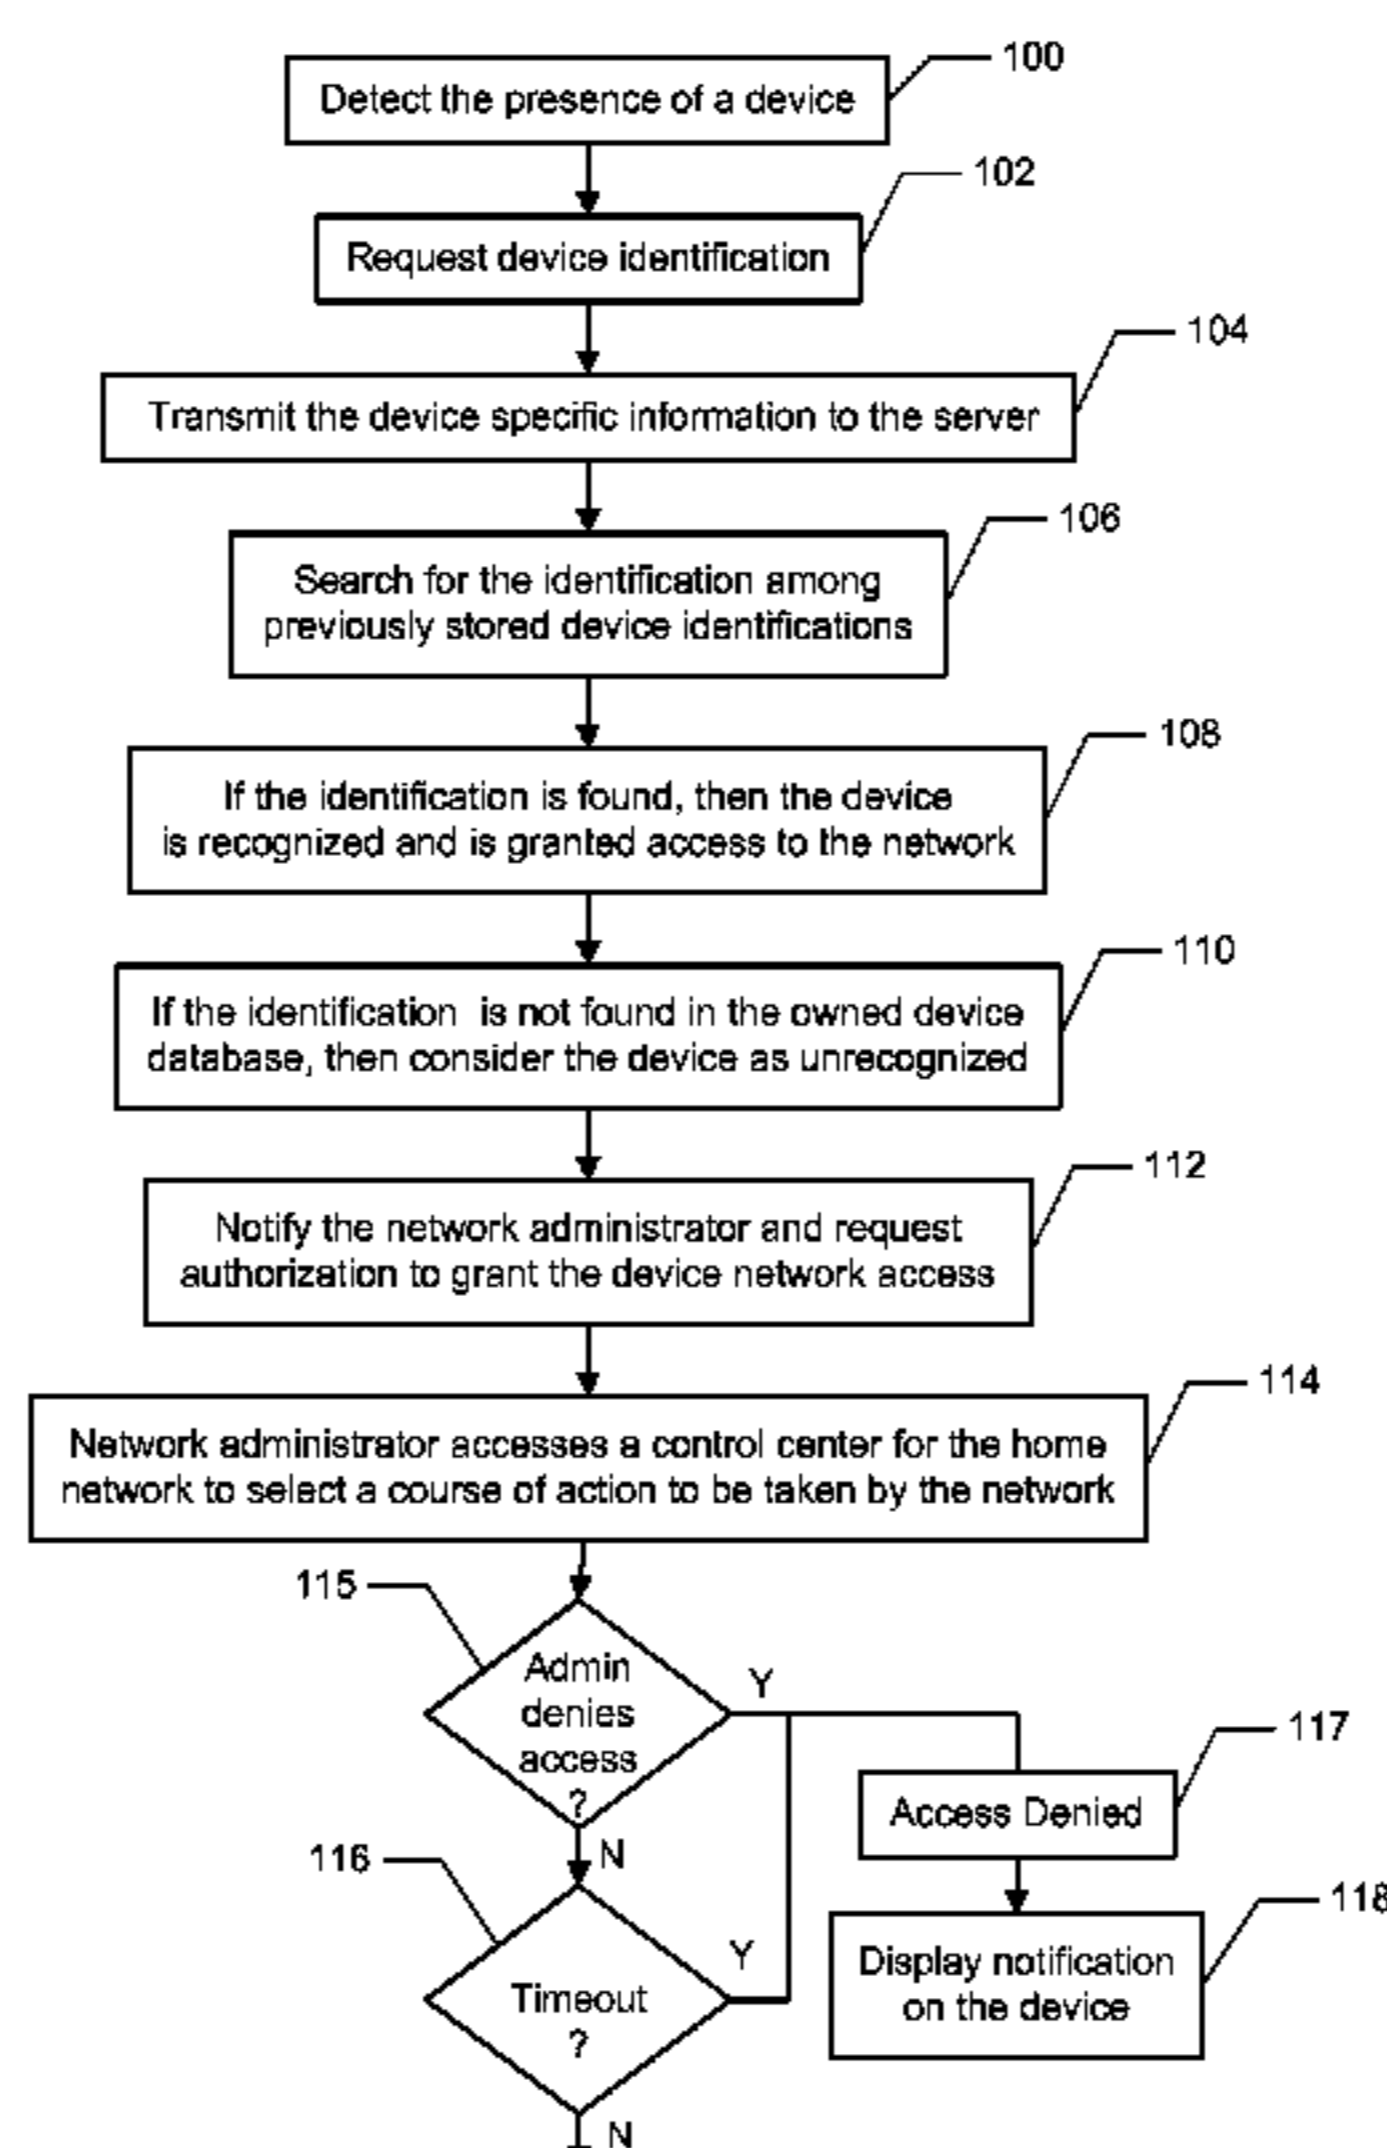 100
Detect the presence of a device
102
Request device identification
104
Transmit the device specific information to the server
106
Search for the identification among
previously stored device identifications
108
If the identification is found, then the device
is recognized and is granted access to the network
110
If the identification is not found in the owned device
database, then consider the device as unrecognized
112
Notify the network administrator and request
authorization to grant the device network access
114
Network administrator accesses a control center for the home
network to select a course of action to be taken by the network
115
Admin
denies
access
?
Y
117
Access Denied
N
116
118
Timeout
?
Y
Display notification
on the device
N